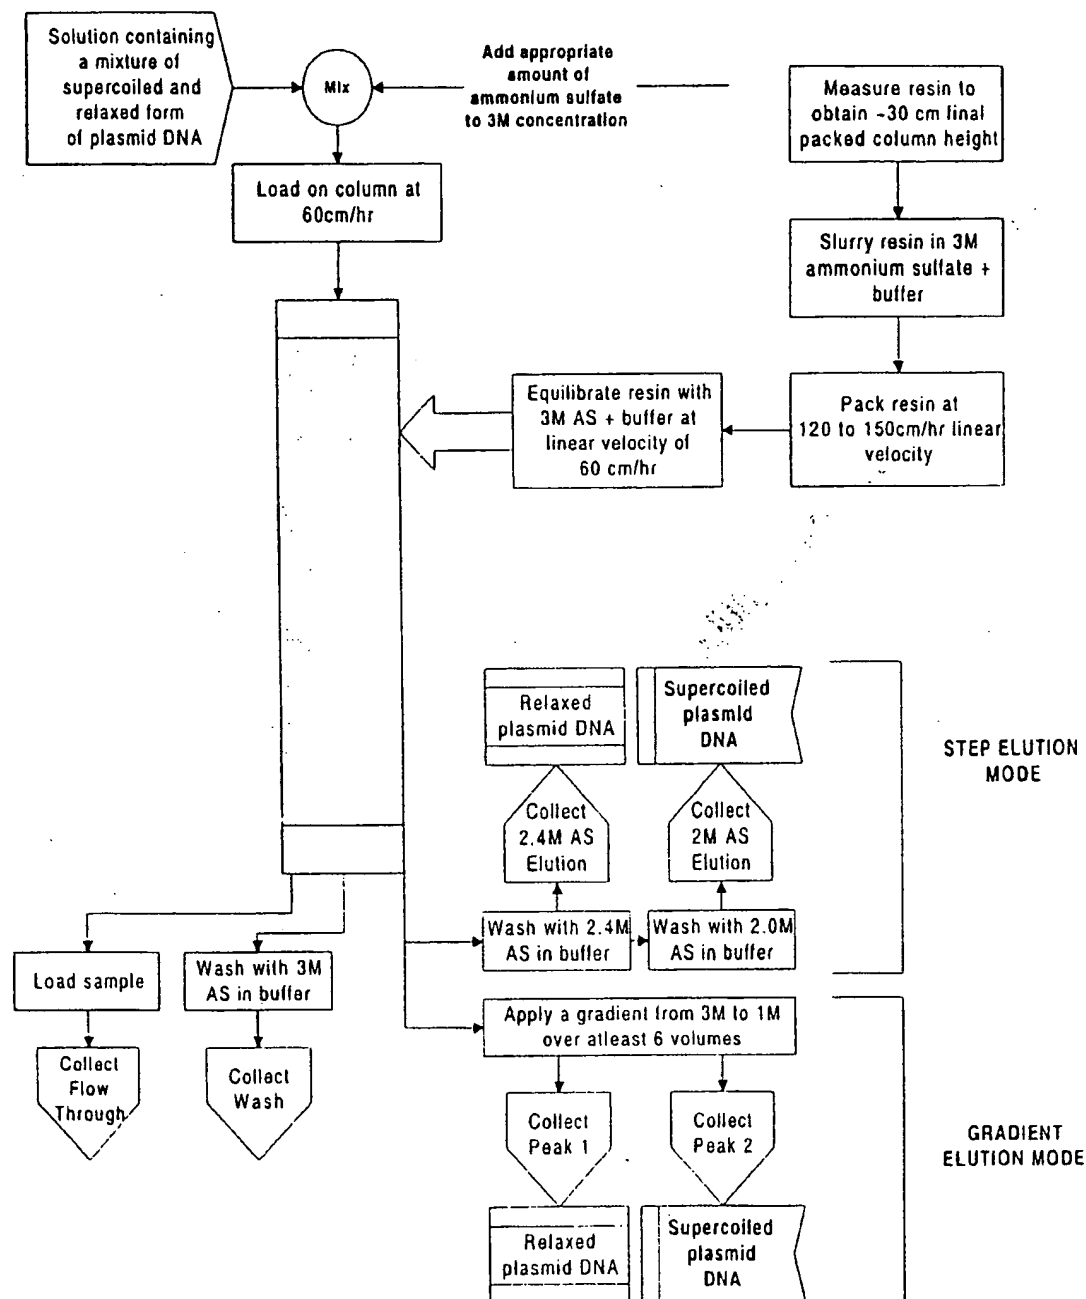 Solution containing
a mixture of
supercoiled and
relaxed form
of plasmid DNA
Mix
Add appropriate
amount of
ammonium sulfate
to 3M concentration
Measure resin to
obtain ~30 cm final
packed column height
Load on column at
60cm/hr
Slurry resin in 3M
ammonium sulfate +
buffer
Equilibrate resin with
3M AS + buffer at
linear velocity of
60 cm/hr
Pack resin at
120 to 150cm/hr linear
velocity
Relaxed
plasmid DNA
Supercoiled
plasmid
DNA
STEP ELUTION
MODE
Collect
2.4M AS
Elution
Collect
2M AS
Elution
Wash with 2.4M
AS in buffer
Wash with 2.0M
AS in buffer
Load sample
Wash with 3M
AS in buffer
Apply a gradient from 3M to 1M
over atleast 6 volumes
Collect
Flow
Through
Collect
Wash
Collect
Peak 1
Collect
Peak 2
GRADIENT
ELUTION MODE
Relaxed
plasmid DNA
Supercoiled
plasmid
DNA